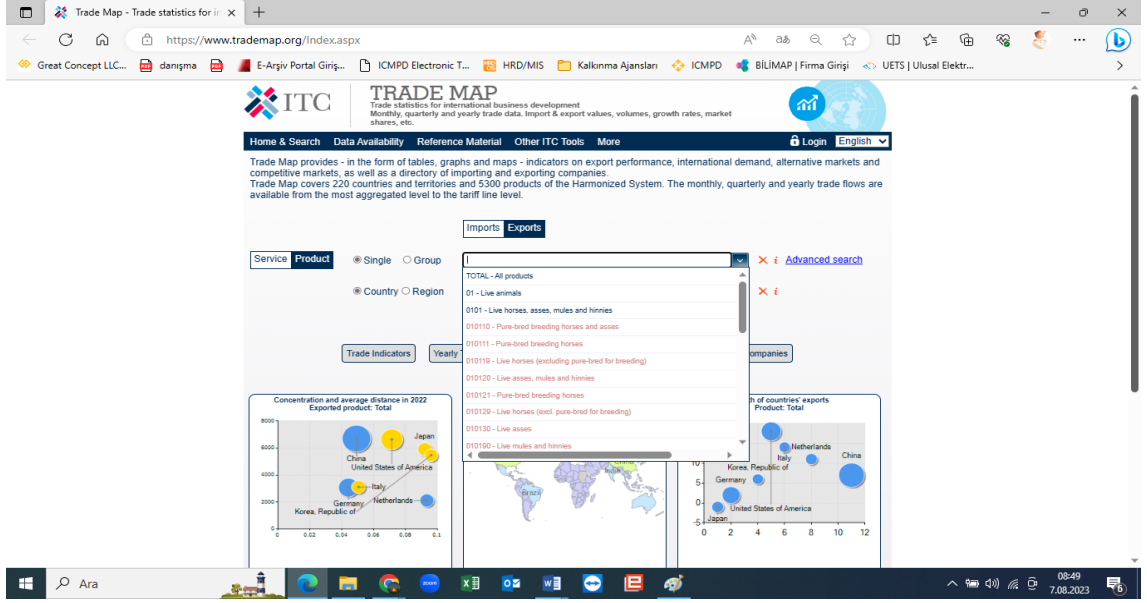 Trade Map - Trade statistics for in
https://www.trademap.org/Index.aspx
Great Concept LLC...
danışma
E-Arşiv Portal Giriş...
ICMPD Electronic T...
HRD/MIS
Kalkınma Ajansları
ICMPD
BİLİMAP | Firma Girişi
UETS | Ulusal Elektr...
ITC
TRADE MAP
Trade statistics for international business development
Monthly, quarterly and yearly trade data. Import & export values, volumes, growth rates, market
shares, etc.
Home & Search Data Availability Reference Material Other ITC Tools More Login English
Trade Map provides - in the form of tables, graphs and maps - indicators on export performance, international demand, alternative markets and
competitive markets, as well as a directory of importing and exporting companies.
Trade Map covers 220 countries and territories and 5300 products of the Harmonized System. The monthly, quarterly and yearly trade flows are
available from the most aggregated level to the tariff line level.
Imports Exports
Service Product Single Group Advanced search
TOTAL - All products
Country Region
01 - Live animals
0101 - Live horses, asses, mules and hinnies
010110 - Pure-bred breeding horses and asses
010111 - Pure-bred breeding horses
010119 - Live horses (excluding pure-bred for breeding)
010120 - Live asses, mules and hinnies
010121 - Pure-bred breeding horses
010129 - Live horses (excl. pure-bred for breeding)
010130 - Live asses
010190 - Live mules and hinnies
Trade Indicators
Yearly T
ompanies
Concentration and average distance in 2022
Exported product: Total
8000
6000
4000
2000
0
0 0.02 0.04 0.06 0.08 0.1
Japan
China
United States of America
Italy
Germany
Netherlands
Korea, Republic of
India
Brazil
th of countries' exports
Product: Total
10
5
0
-5
0 2 4 6 8 10 12
Netherlands
Italy
China
Korea, Republic of
Germany
United States of America
Japan
Ara
zoom
08:49
7.08.2023
6